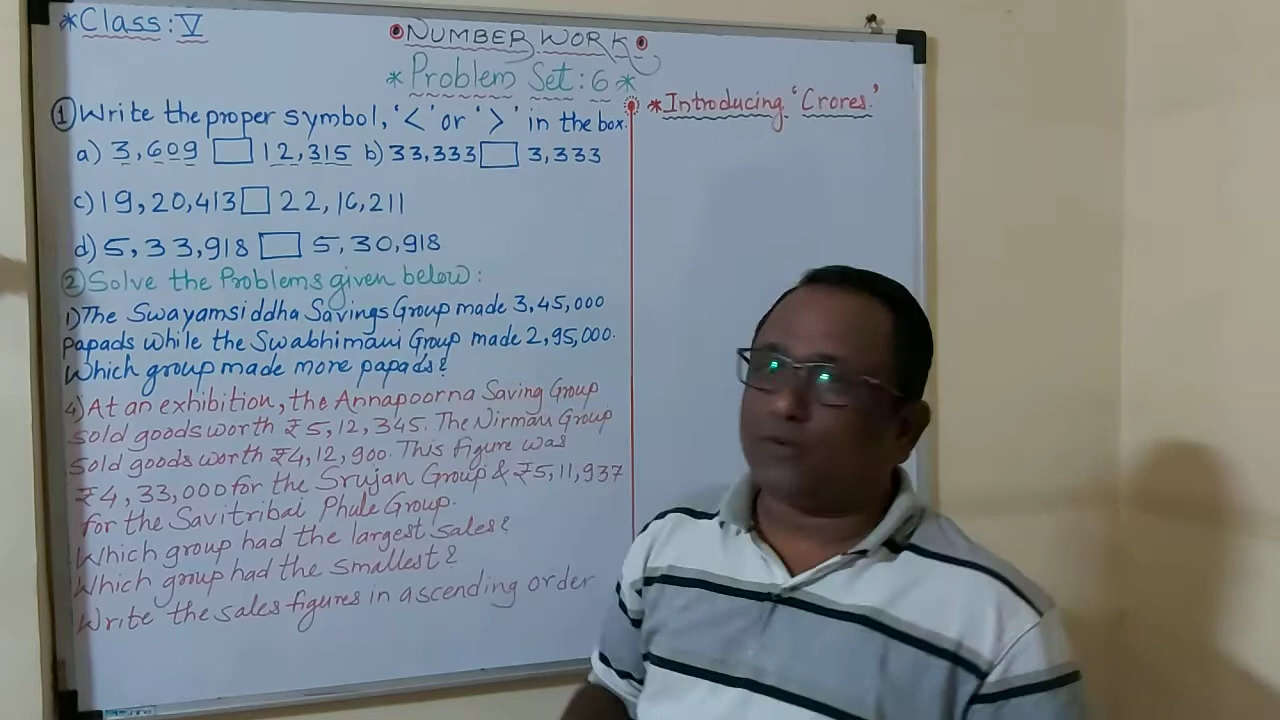 *Class: V
NUMBER WORK
* Problem Set: 6 *
① Write the proper symbol, '<' or '>' in the box.
a) 3,609 □ 12,315 b) 33,333 □ 3,333
c) 19,20,413 □ 22,16,211
d) 5,33,918 □ 5,30,918
② Solve the Problems given below:
1) The Swayamsiddha Savings Group made 3,45,000
papads while the Swabhimani Group made 2,95,000.
Which group made more papads?
4) At an exhibition, the Annapoorna Saving Group
sold goods worth ₹5,12,345. The Nirman Group
sold goods worth ₹4,12,900. This figure was
₹4,33,000 for the Srujan Group & ₹5,11,937
for the Savitribai Phule Group.
Which group had the largest sales?
Which group had the smallest?
Write the sales figures in ascending order
* Introducing 'Crores.'